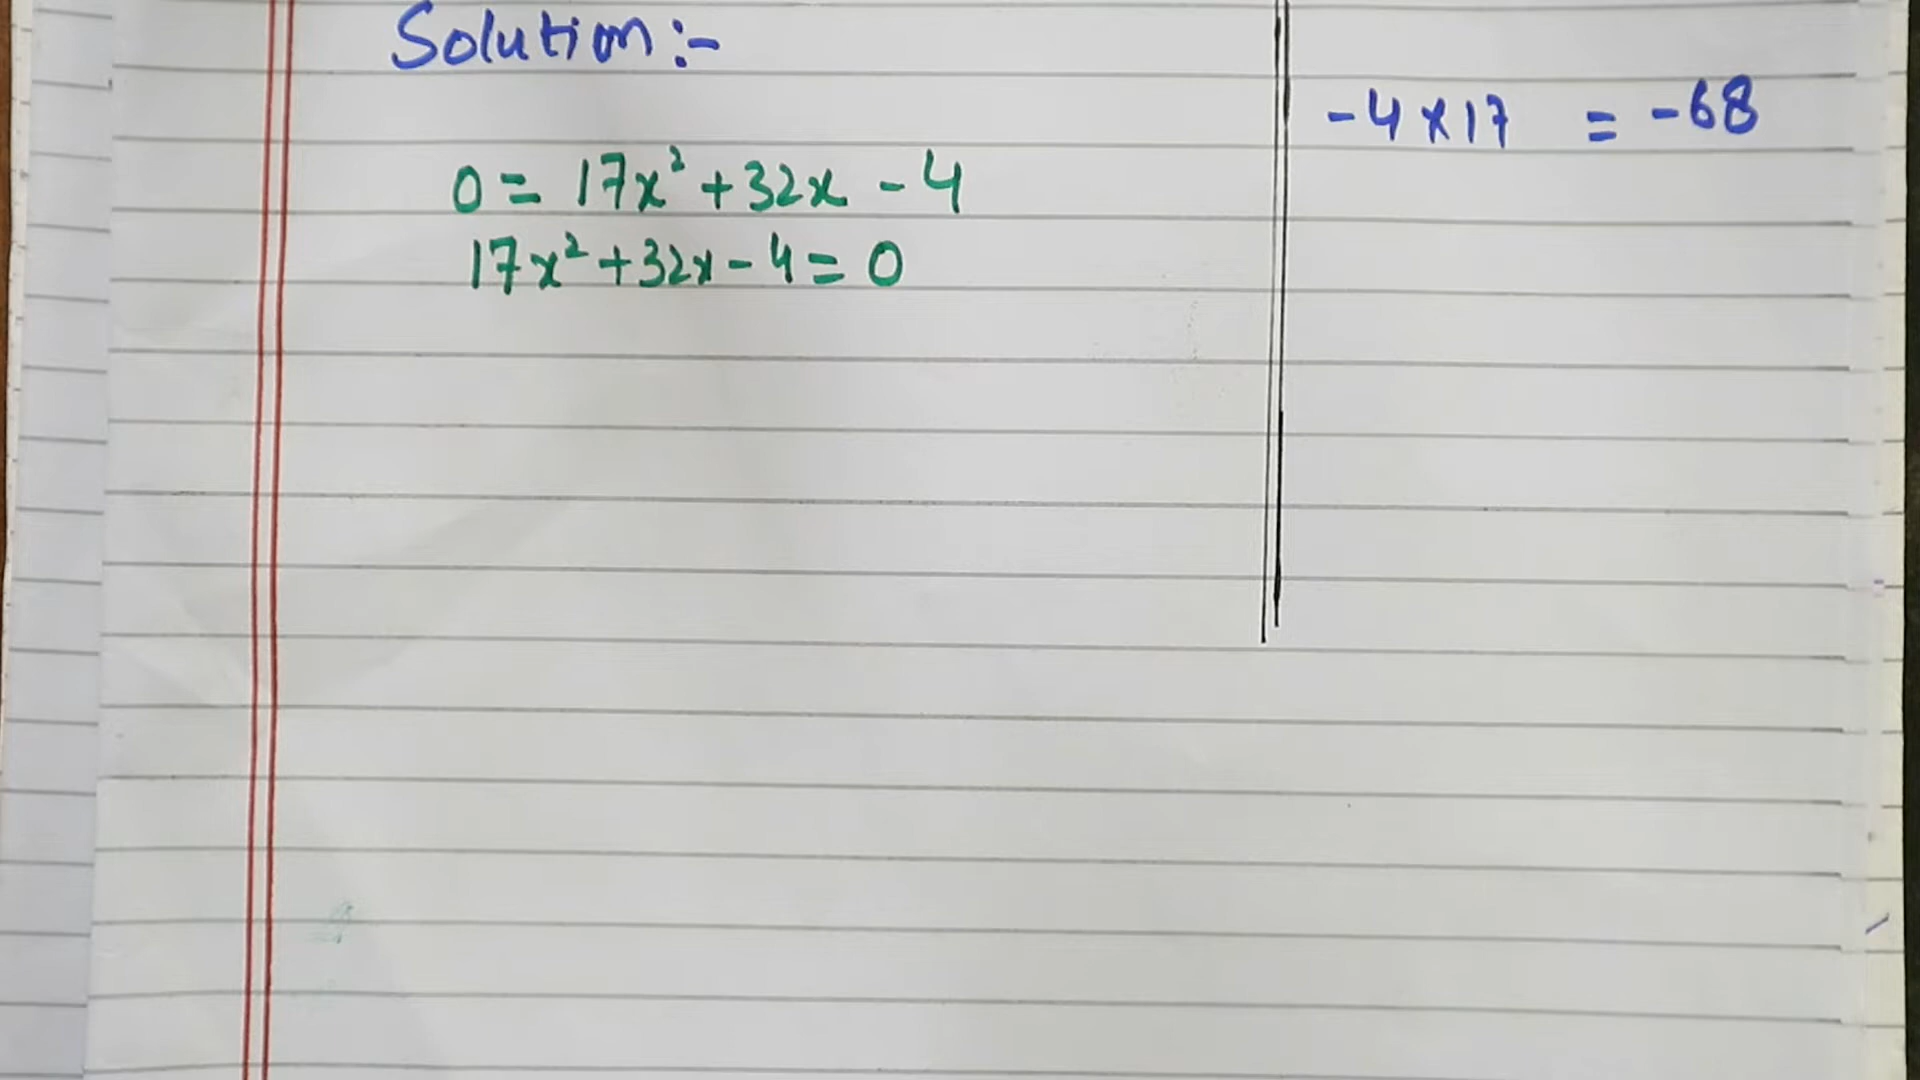 Solution:-
0 = 17x² + 32x - 4
17x² + 32x - 4 = 0
-4 × 17 = -68